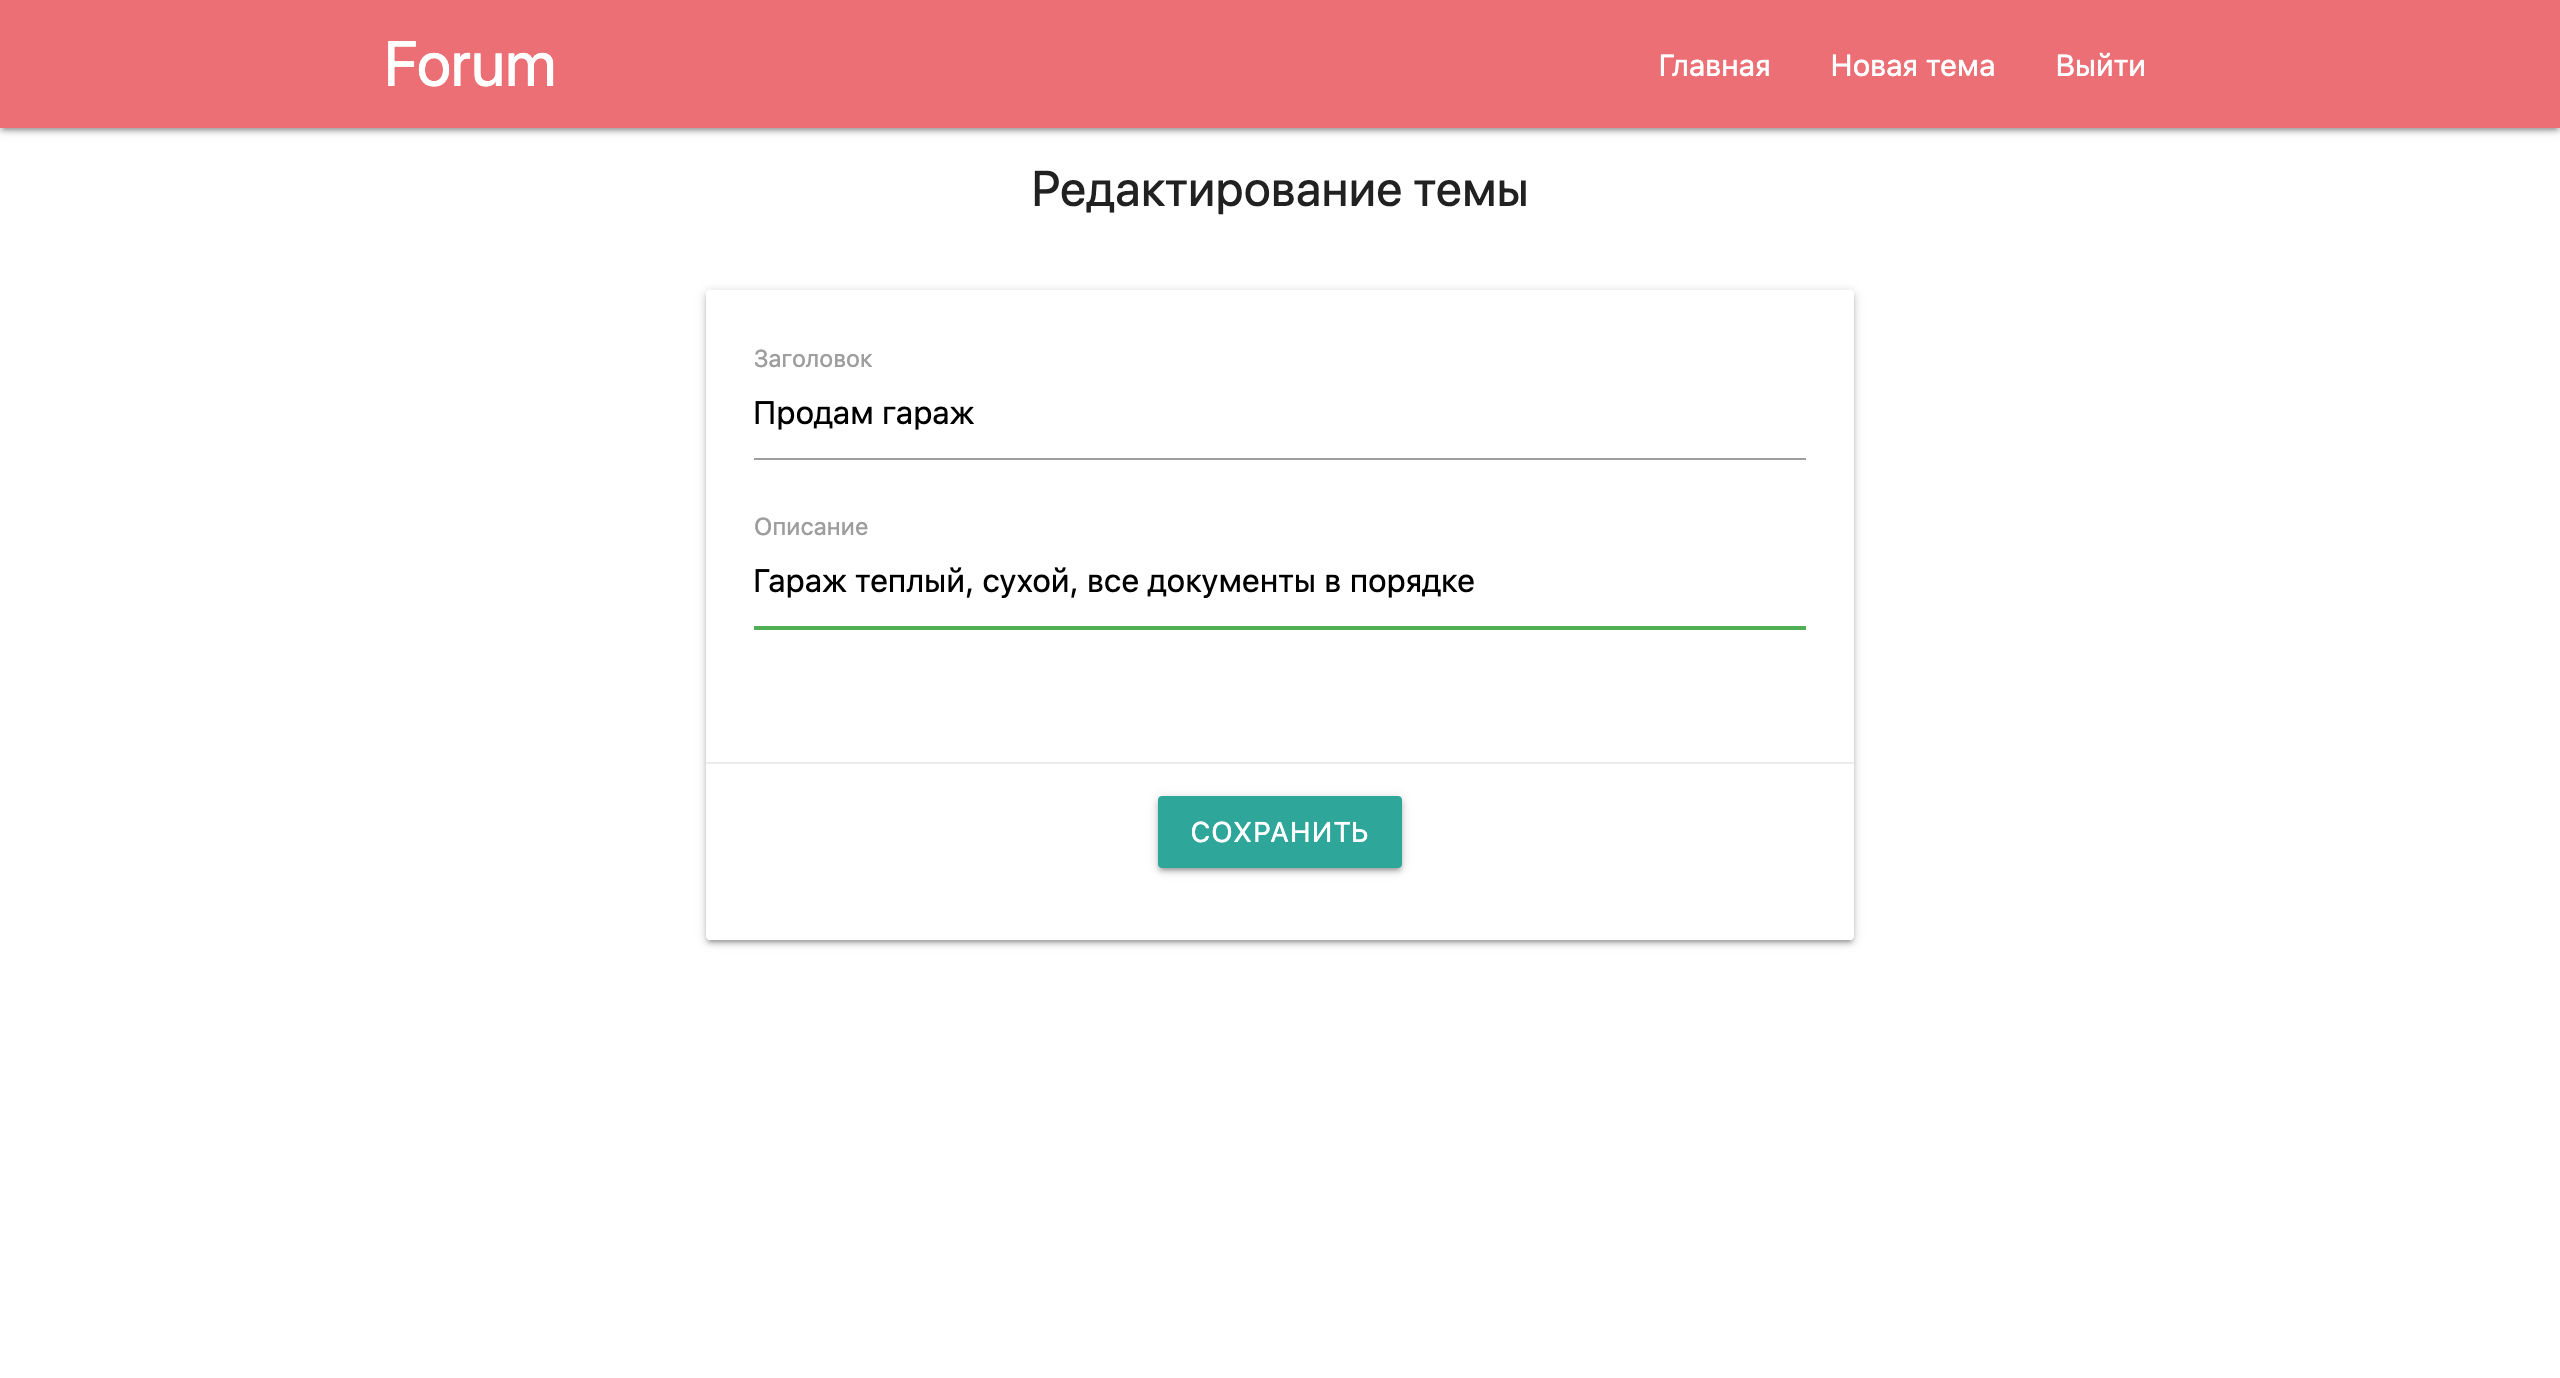 Forum
Главная
Новая тема
Выйти
Редактирование темы
Заголовок
Продам гараж
Описание
Гараж теплый, сухой, все документы в порядке
СОХРАНИТЬ